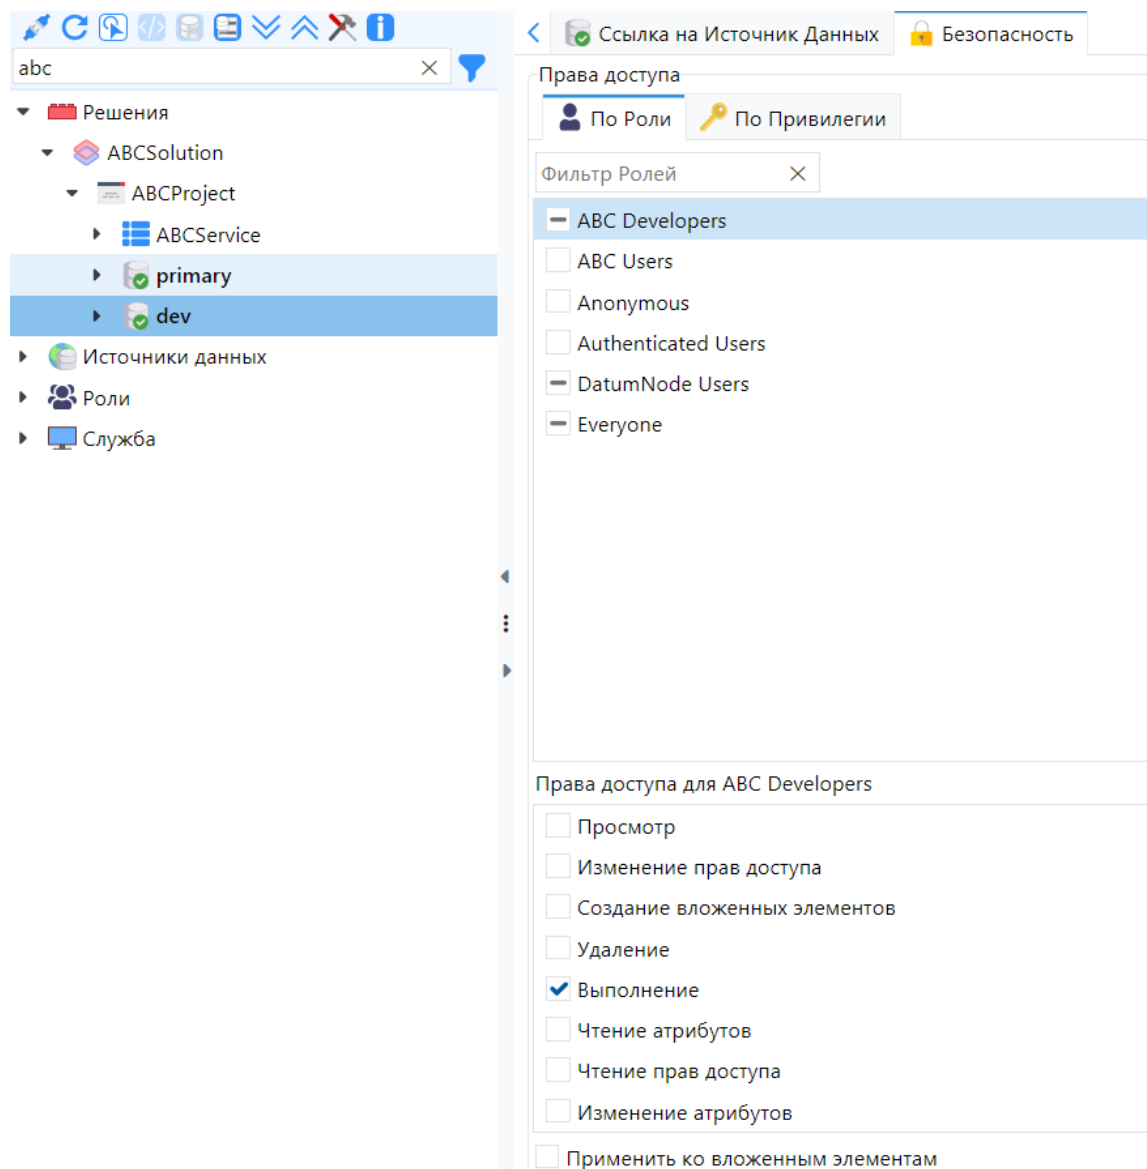 abc
Решения
ABCSolution
ABCProject
ABCService
primary
dev
Источники данных
Роли
Служба
Ссылка на Источник Данных
Безопасность
Права доступа
По Роли
По Привилегии
Фильтр Ролей
ABC Developers
ABC Users
Anonymous
Authenticated Users
DatumNode Users
Everyone
Права доступа для ABC Developers
Просмотр
Изменение прав доступа
Создание вложенных элементов
Удаление
Выполнение
Чтение атрибутов
Чтение прав доступа
Изменение атрибутов
Применить ко вложенным элементам